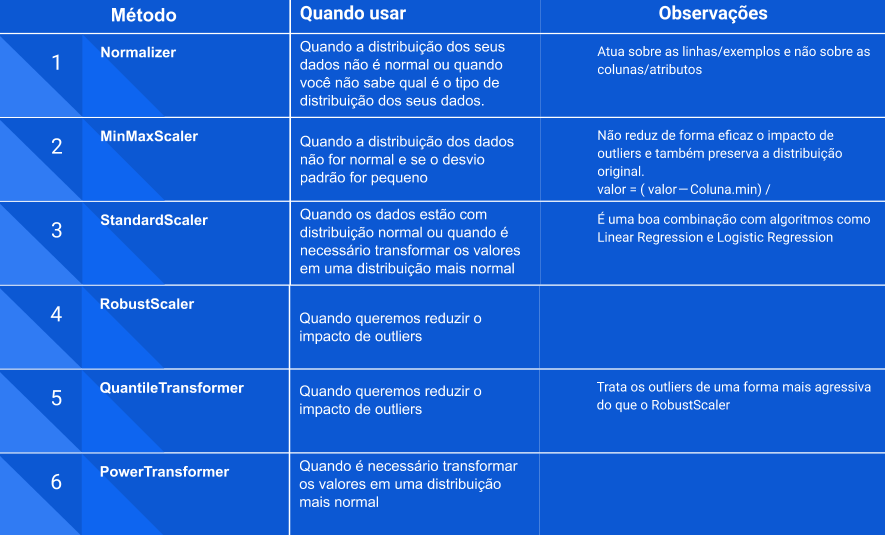 Método
Quando usar
Observações
1
Normalizer
Quando a distribuição dos seus
dados não é normal ou quando
você não sabe qual é o tipo de
distribuição dos seus dados.
Atua sobre as linhas/exemplos e não sobre as
colunas/atributos
2
MinMaxScaler
Quando a distribuição dos dados
não for normal e se o desvio
padrão for pequeno
Não reduz de forma eficaz o impacto de
outliers e também preserva a distribuição
original.
valor = ( valor — Coluna.min) /
3
StandardScaler
Quando os dados estão com
distribuição normal ou quando é
necessário transformar os valores
em uma distribuição mais normal
É uma boa combinação com algoritmos como
Linear Regression e Logistic Regression
4
RobustScaler
Quando queremos reduzir o
impacto de outliers
5
QuantileTransformer
Quando queremos reduzir o
impacto de outliers
Trata os outliers de uma forma mais agressiva
do que o RobustScaler
6
PowerTransformer
Quando é necessário transformar
os valores em uma distribuição
mais normal